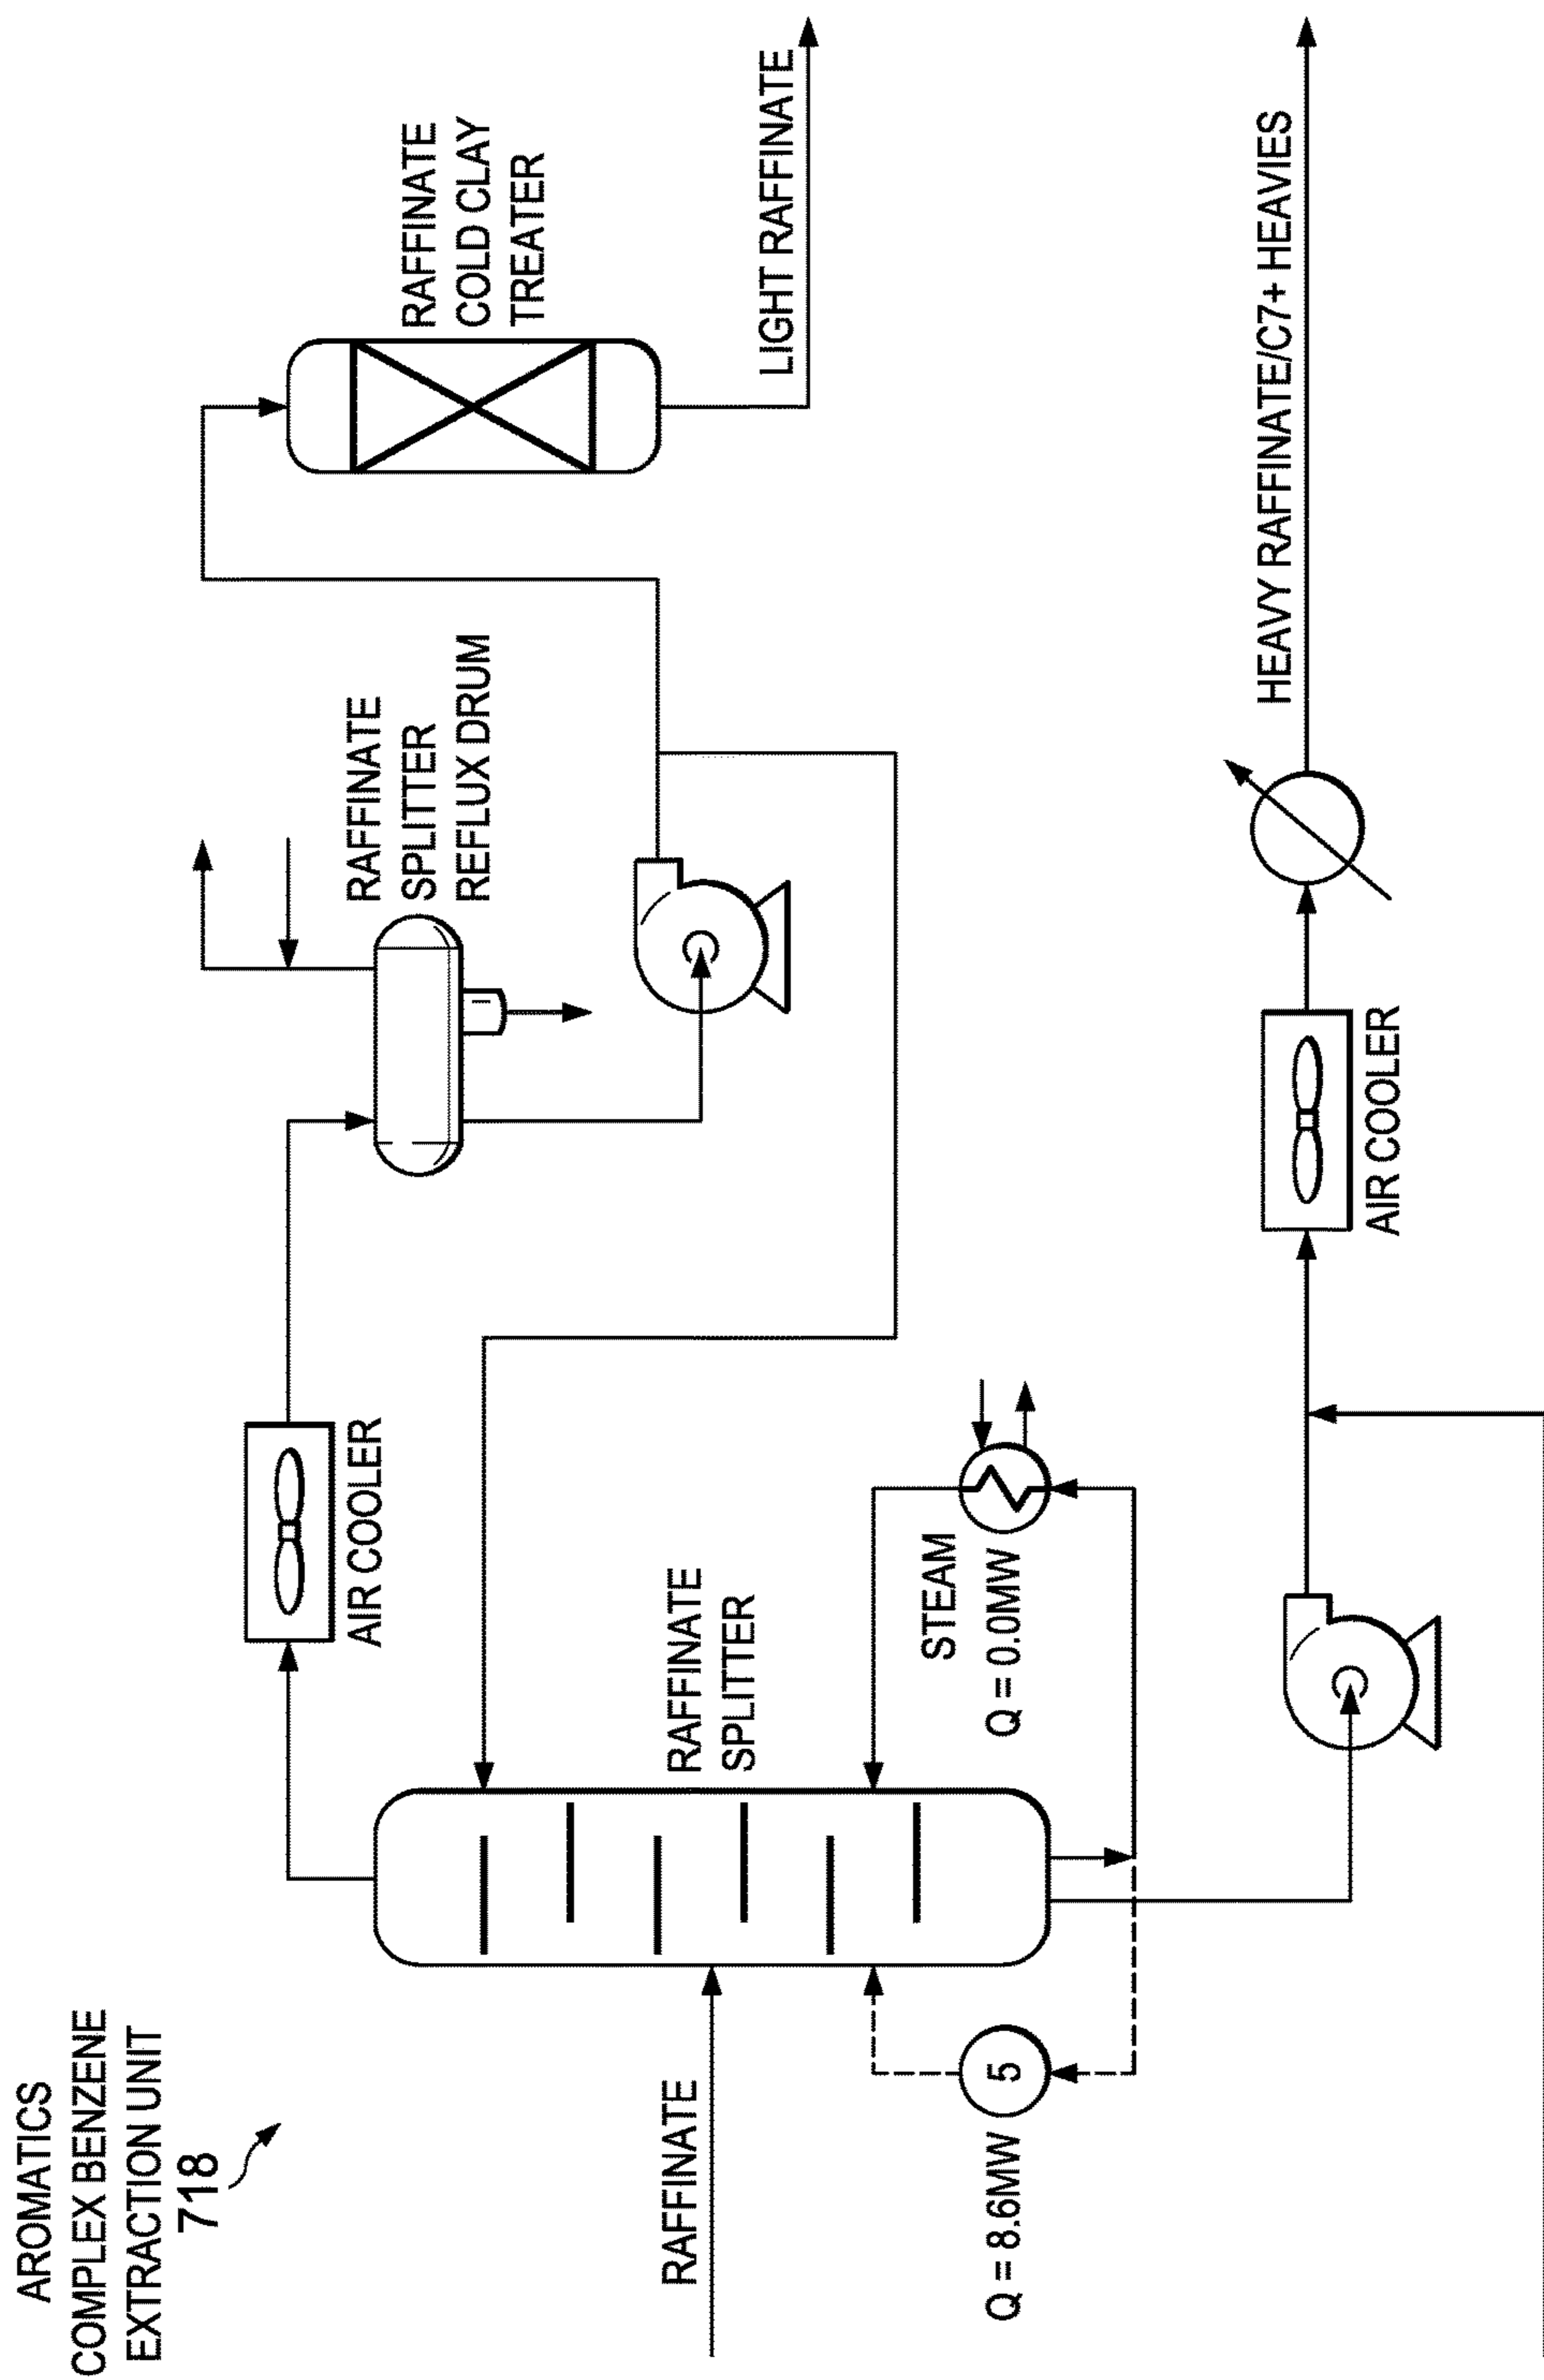 AROMATICS
COMPLEX BENZENE
EXTRACTION UNIT
718
AIR COOLER
RAFFINATE
SPLITTER
REFLUX DRUM
RAFFINATE
COLD CLAY
TREATER
RAFFINATE
RAFFINATE
SPLITTER
LIGHT RAFFINATE
STEAM
Q = 0.0MW
5
Q = 8.6MW
AIR COOLER
HEAVY RAFFINATE/C7+ HEAVIES